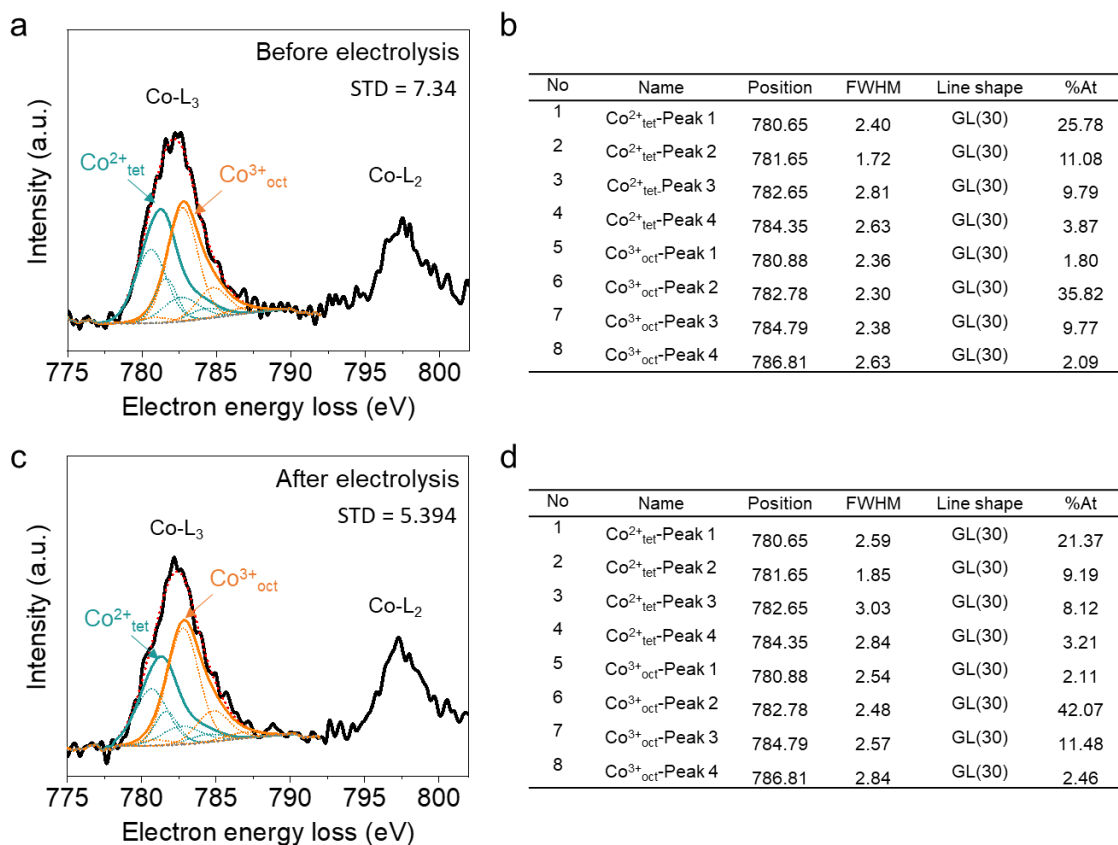 a
Before electrolysis
STD = 7.34
Co-L₃
Co²⁺tet
Co³⁺oct
Co-L₂
Intensity (a.u.)
775 780 785 790 795 800
Electron energy loss (eV)
b
No Name Position FWHM Line shape %At
1 Co²⁺tet-Peak 1 780.65 2.40 GL(30) 25.78
2 Co²⁺tet-Peak 2 781.65 1.72 GL(30) 11.08
3 Co²⁺tet.Peak 3 782.65 2.81 GL(30) 9.79
4 Co²⁺tet-Peak 4 784.35 2.63 GL(30) 3.87
5 Co³⁺oct-Peak 1 780.88 2.36 GL(30) 1.80
6 Co³⁺oct-Peak 2 782.78 2.30 GL(30) 35.82
7 Co³⁺oct-Peak 3 784.79 2.38 GL(30) 9.77
8 Co³⁺oct-Peak 4 786.81 2.63 GL(30) 2.09
c
After electrolysis
STD = 5.394
Co-L₃
Co³⁺oct
Co²⁺tet
Co-L₂
Intensity (a.u.)
775 780 785 790 795 800
Electron energy loss (eV)
d
No Name Position FWHM Line shape %At
1 Co²⁺tet-Peak 1 780.65 2.59 GL(30) 21.37
2 Co²⁺tet-Peak 2 781.65 1.85 GL(30) 9.19
3 Co²⁺tet-Peak 3 782.65 3.03 GL(30) 8.12
4 Co²⁺tet-Peak 4 784.35 2.84 GL(30) 3.21
5 Co³⁺oct-Peak 1 780.88 2.54 GL(30) 2.11
6 Co³⁺oct-Peak 2 782.78 2.48 GL(30) 42.07
7 Co³⁺oct-Peak 3 784.79 2.57 GL(30) 11.48
8 Co³⁺oct-Peak 4 786.81 2.84 GL(30) 2.46